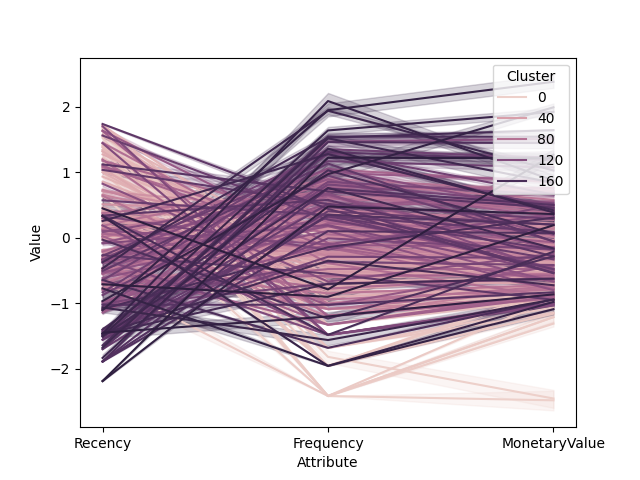 Cluster
0
40
80
120
160
Value
2
1
0
−1
−2
Recency
Frequency
MonetaryValue
Attribute